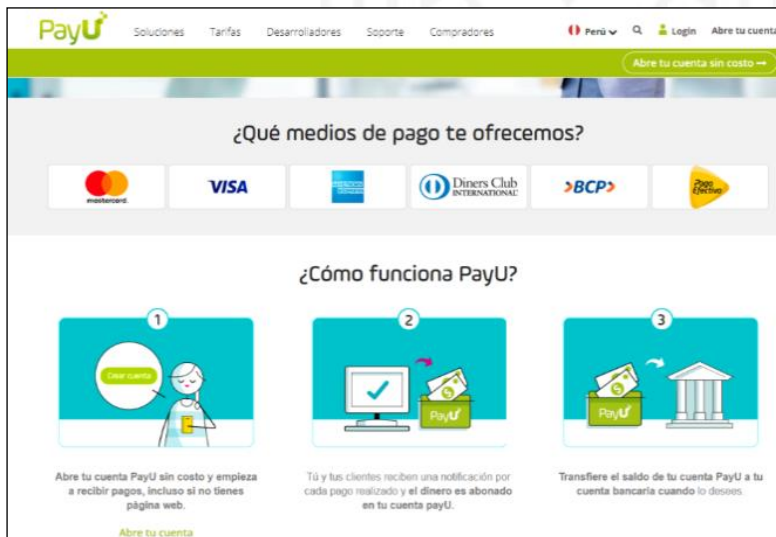 PayU Soluciones Tarifas Desarrolladores Soporte Compradores Perú Login Abre tu cuenta
Abre tu cuenta sin costo →
¿Qué medios de pago te ofrecemos?
mastercard. VISA AMERICAN EXPRESS Diners Club INTERNATIONAL >BCP> Pago Efectivo
¿Cómo funciona PayU?
1 2 3
Crear cuenta
PayU PayU
Abre tu cuenta PayU sin costo y empieza
a recibir pagos, incluso si no tienes
página web.
Abre tu cuenta
Tú y tus clientes reciben una notificación por
cada pago realizado y el dinero es abonado
en tu cuenta payU.
Transfiere el saldo de tu cuenta PayU a tu
cuenta bancaria cuando lo desees.